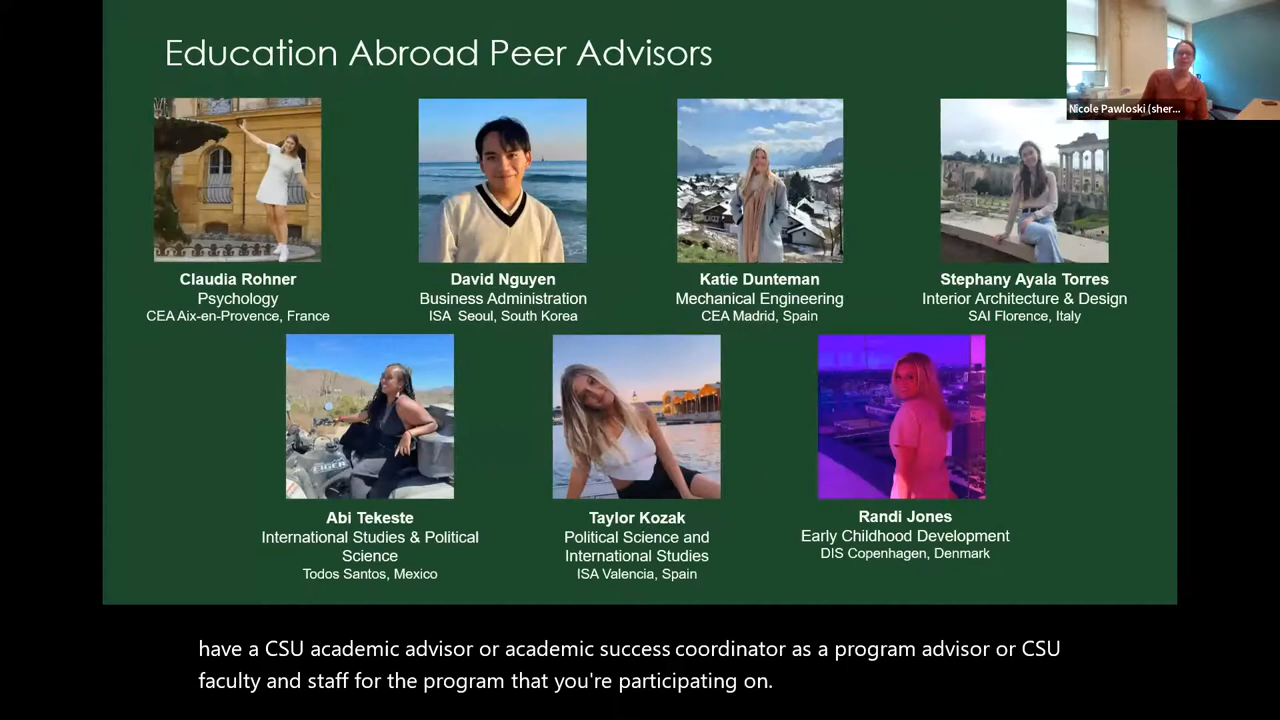 Education Abroad Peer Advisors
Nicole Pawloski (sher...
Claudia Rohner
Psychology
CEA Aix-en-Provence, France
David Nguyen
Business Administration
ISA Seoul, South Korea
Katie Dunteman
Mechanical Engineering
CEA Madrid, Spain
Stephany Ayala Torres
Interior Architecture & Design
SAI Florence, Italy
TIGER
Abi Tekeste
International Studies & Political
Science
Todos Santos, Mexico
Taylor Kozak
Political Science and
International Studies
ISA Valencia, Spain
Randi Jones
Early Childhood Development
DIS Copenhagen, Denmark
have a CSU academic advisor or academic success coordinator as a program advisor or CSU
faculty and staff for the program that you're participating on.